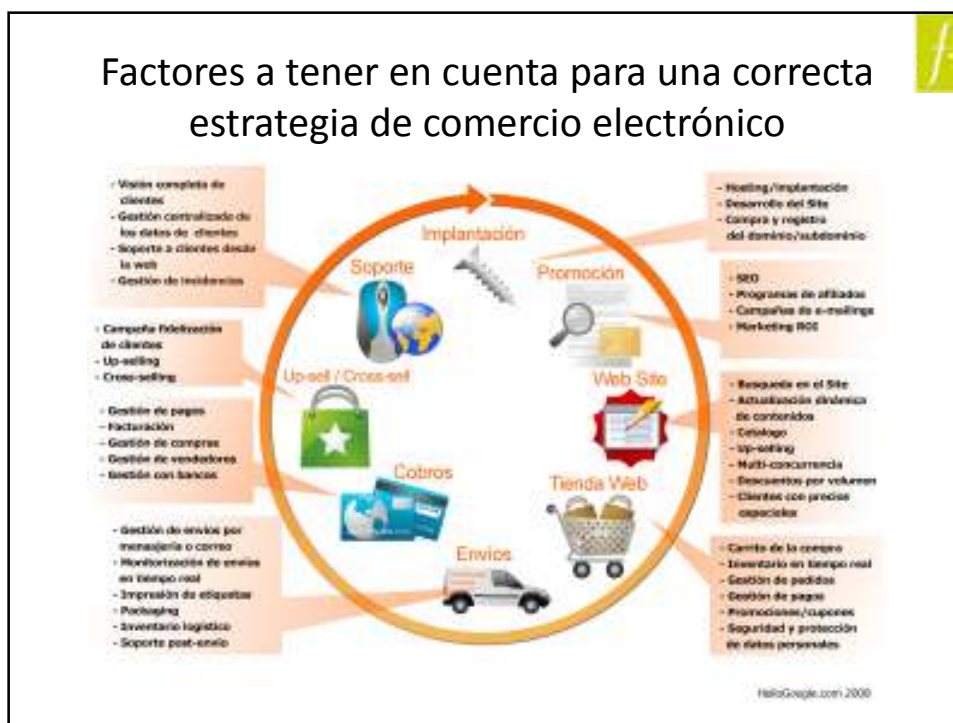 Factores a tener en cuenta para una correcta
estrategia de comercio electrónico
- Visión completa de
clientes
- Gestión centralizada de
los datos de clientes
- Soporte a clientes desde
la web
- Gestión de incidencias
- Campaña fidelización
de clientes
- Up-selling
- Cross-selling
- Gestión de pagos
- Facturación
- Gestión de compras
- Gestión de vendedores
- Gestión con bancos
- Gestión de envíos por
mensajería o correo
- Monitorización de envíos
en tiempo real
- Impresión de etiquetas
- Packaging
- Inventario logístico
- Soporte post-envío
Implantación
Soporte
Promoción
Up-sell / Cross-sell
Web Site
Cobros
Tienda Web
Envíos
- Hosting/implantación
- Desarrollo del Site
- Compra y registro
del dominio/subdominio
- SEO
- Programas de afiliados
- Campañas de e-mailings
- Marketing ROI
- Busqueda en el Site
- Actualización dinámica
de contenidos
- Catalogo
- Up-selling
- Multi-concurrencia
- Descuentos por volumen
- Clientes con precios
especiales
- Carrito de la compra
- Inventario en tiempo real
- Gestión de pedidos
- Gestión de pagos
- Promociones/cupones
- Seguridad y protección
de datos personales
HelloGoogle.com 2008